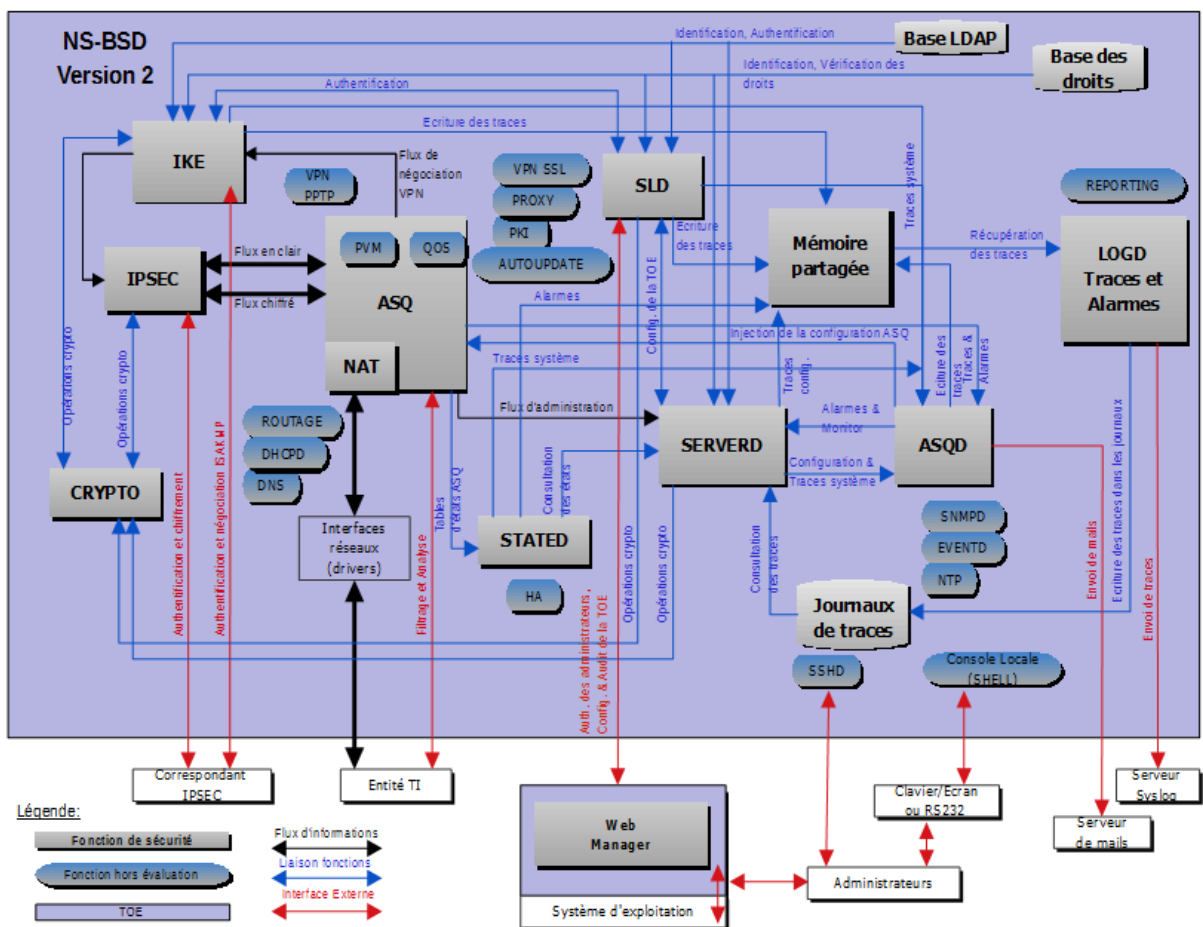 NS-BSD
Version 2
Identification, Authentification
Base LDAP
Identification, Vérification des
droits
Base des
droits
Authentification
Ecriture des traces
IKE
Flux de
négociation
VPN
VPN
PPTP
VPN SSL
PROXY
PKI
AUTOUPDATE
SLD
Traces système
REPORTING
Ecriture
des traces
Mémoire
partagée
Récupération
des traces
LOGD
Traces et
Alarmes
PVM
QOS
Flux en clair
IPSEC
ASQ
Flux chiffré
Alarmes
Config. de la TOE
Injection de la configuration ASQ
Traces système
Traces
config.
Eciture des
traces
Traces &
Alarmes
NAT
Opérations crypto
Opérations crypto
Flux d'administration
ROUTAGE
DHCPD
DNS
SERVERD
Alarmes &
Monitor
ASQD
Configuration &
Traces système
CRYPTO
Authentification et chiffrement
Authentification et négociation ISAKMP
Interfaces
réseaux
(drivers)
Filtrage et Analyse
Tables
d'états ASQ
Consultation
des états
STATED
HA
Auth. des administrateurs,
Config. & Audit de la TOE
Opérations crypto
Opérations crypto
Consultation
des traces
SNMPD
EVENTD
NTP
Journaux
de traces
Ecriture des traces dans les journaux
Envoi de mails
Envoi de traces
SSHD
Console Locale
(SHELL)
Correspondant
IPSEC
Entité TI
Web
Manager
Système d'exploitation
Clavier/Ecran
ou RS232
Administrateurs
Serveur
Syslog
Serveur
de mails
Légende:
Fonction de sécurité
Fonction hors évaluation
TOE
Flux d'informations
Liaison fonctions
Interface Externe